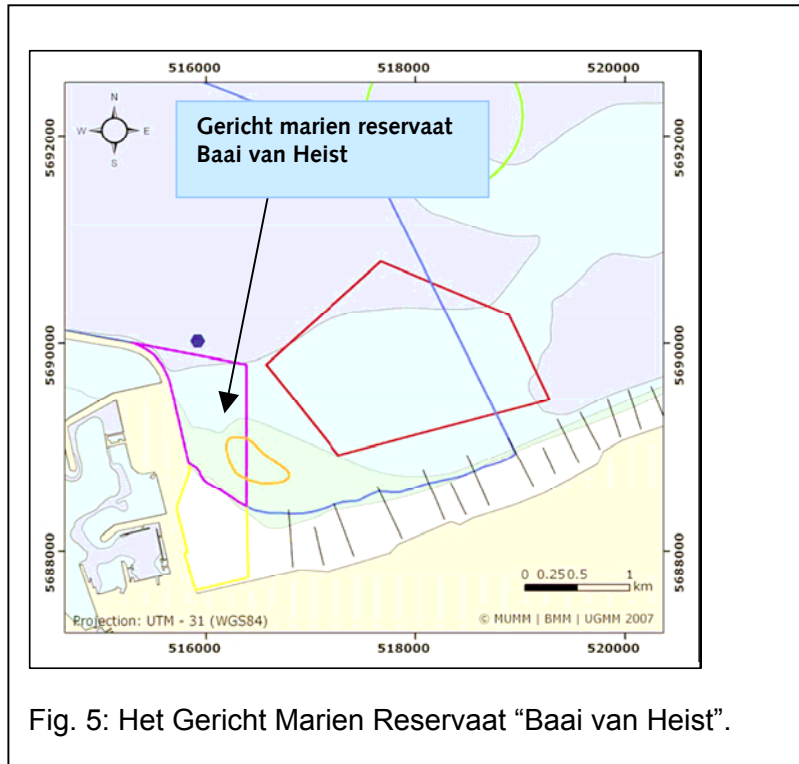 516000 518000 520000
N
W E
S
Gericht marien reservaat
Baai van Heist
5692000 5692000
5690000 5690000
5688000 5688000
0 0.25 0.5 1
km
Projection: UTM - 31 (WGS84) © MUMM | BMM | UGMM 2007
516000 518000 520000
Fig. 5: Het Gericht Marien Reservaat “Baai van Heist”.